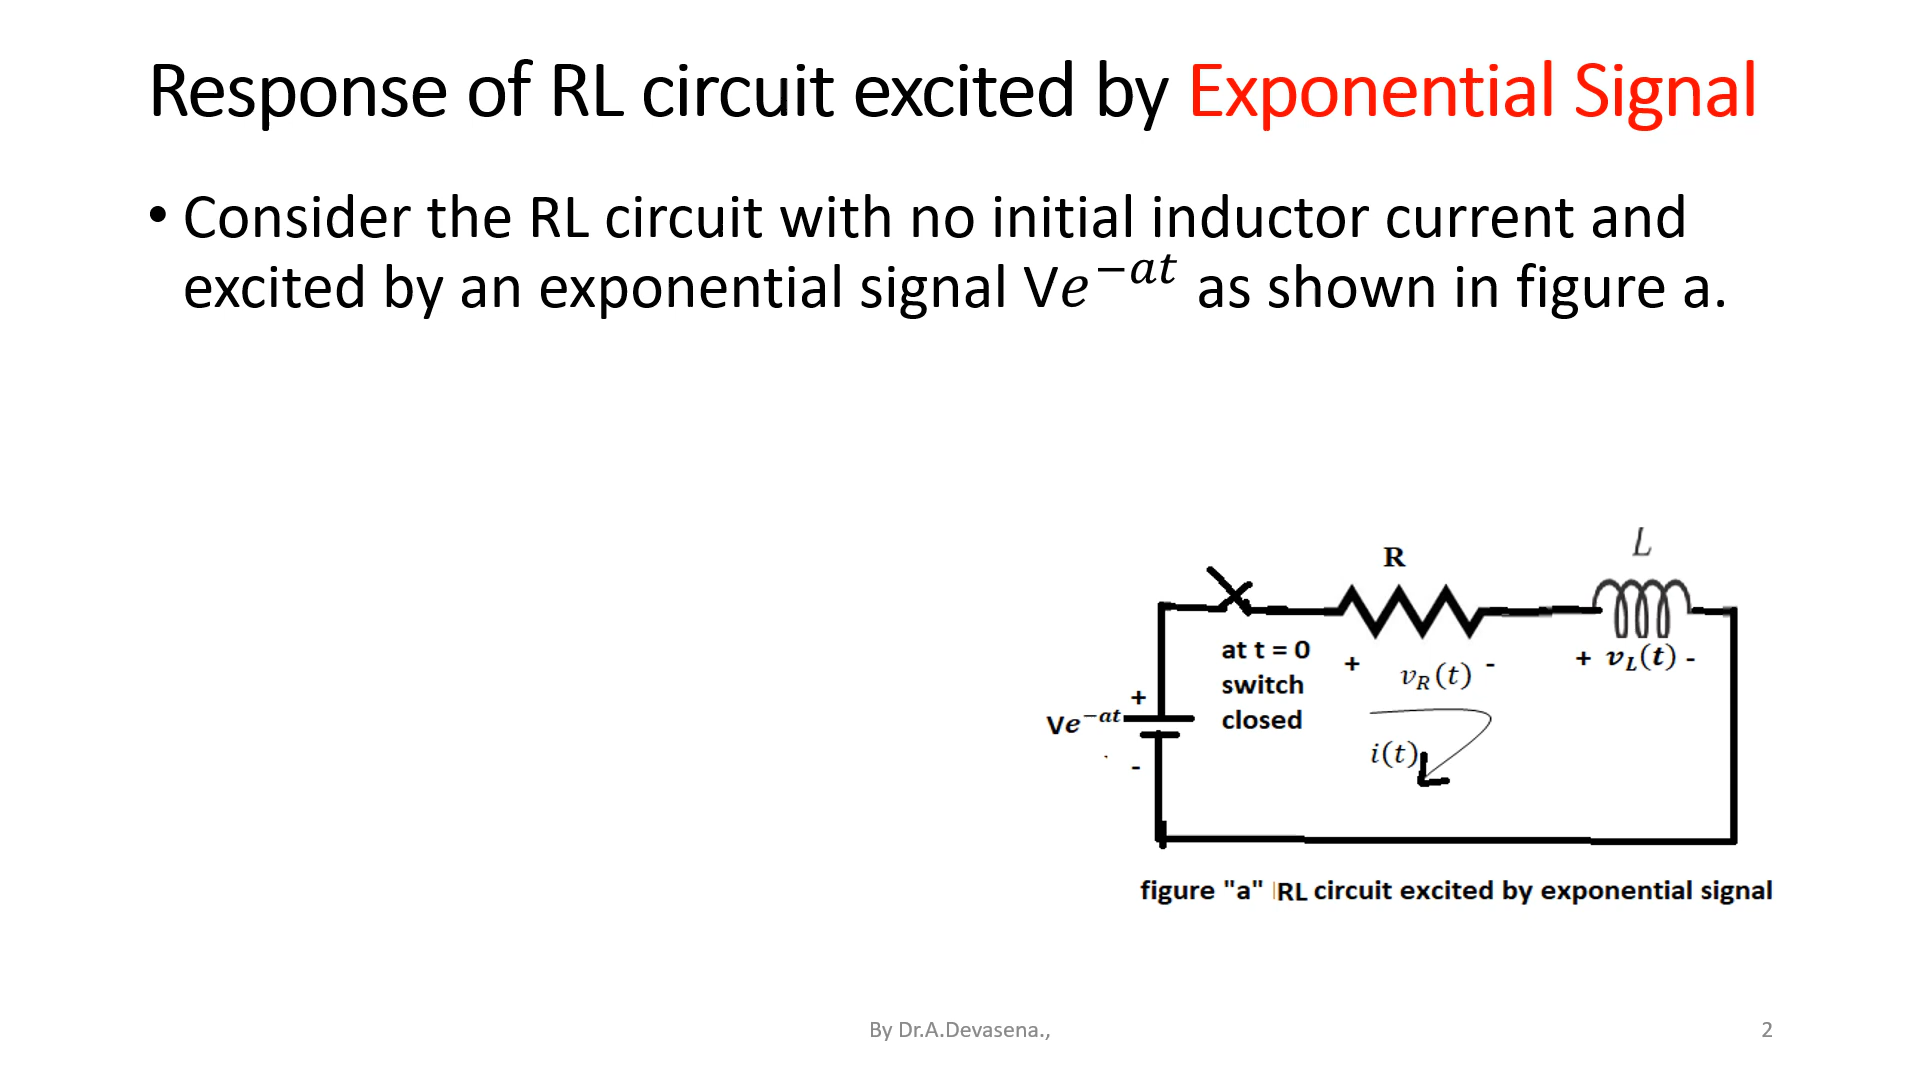 Response of RL circuit excited by Exponential Signal
• Consider the RL circuit with no initial inductor current and
excited by an exponential signal V𝑒^{−𝑎𝑡} as shown in figure a.
L
R
at t = 0
switch
closed
+ v_R(t) -
+ v_L(t) -
+
Ve^{−at}
-
i(t)
figure "a" RL circuit excited by exponential signal
By Dr.A.Devasena.,
2